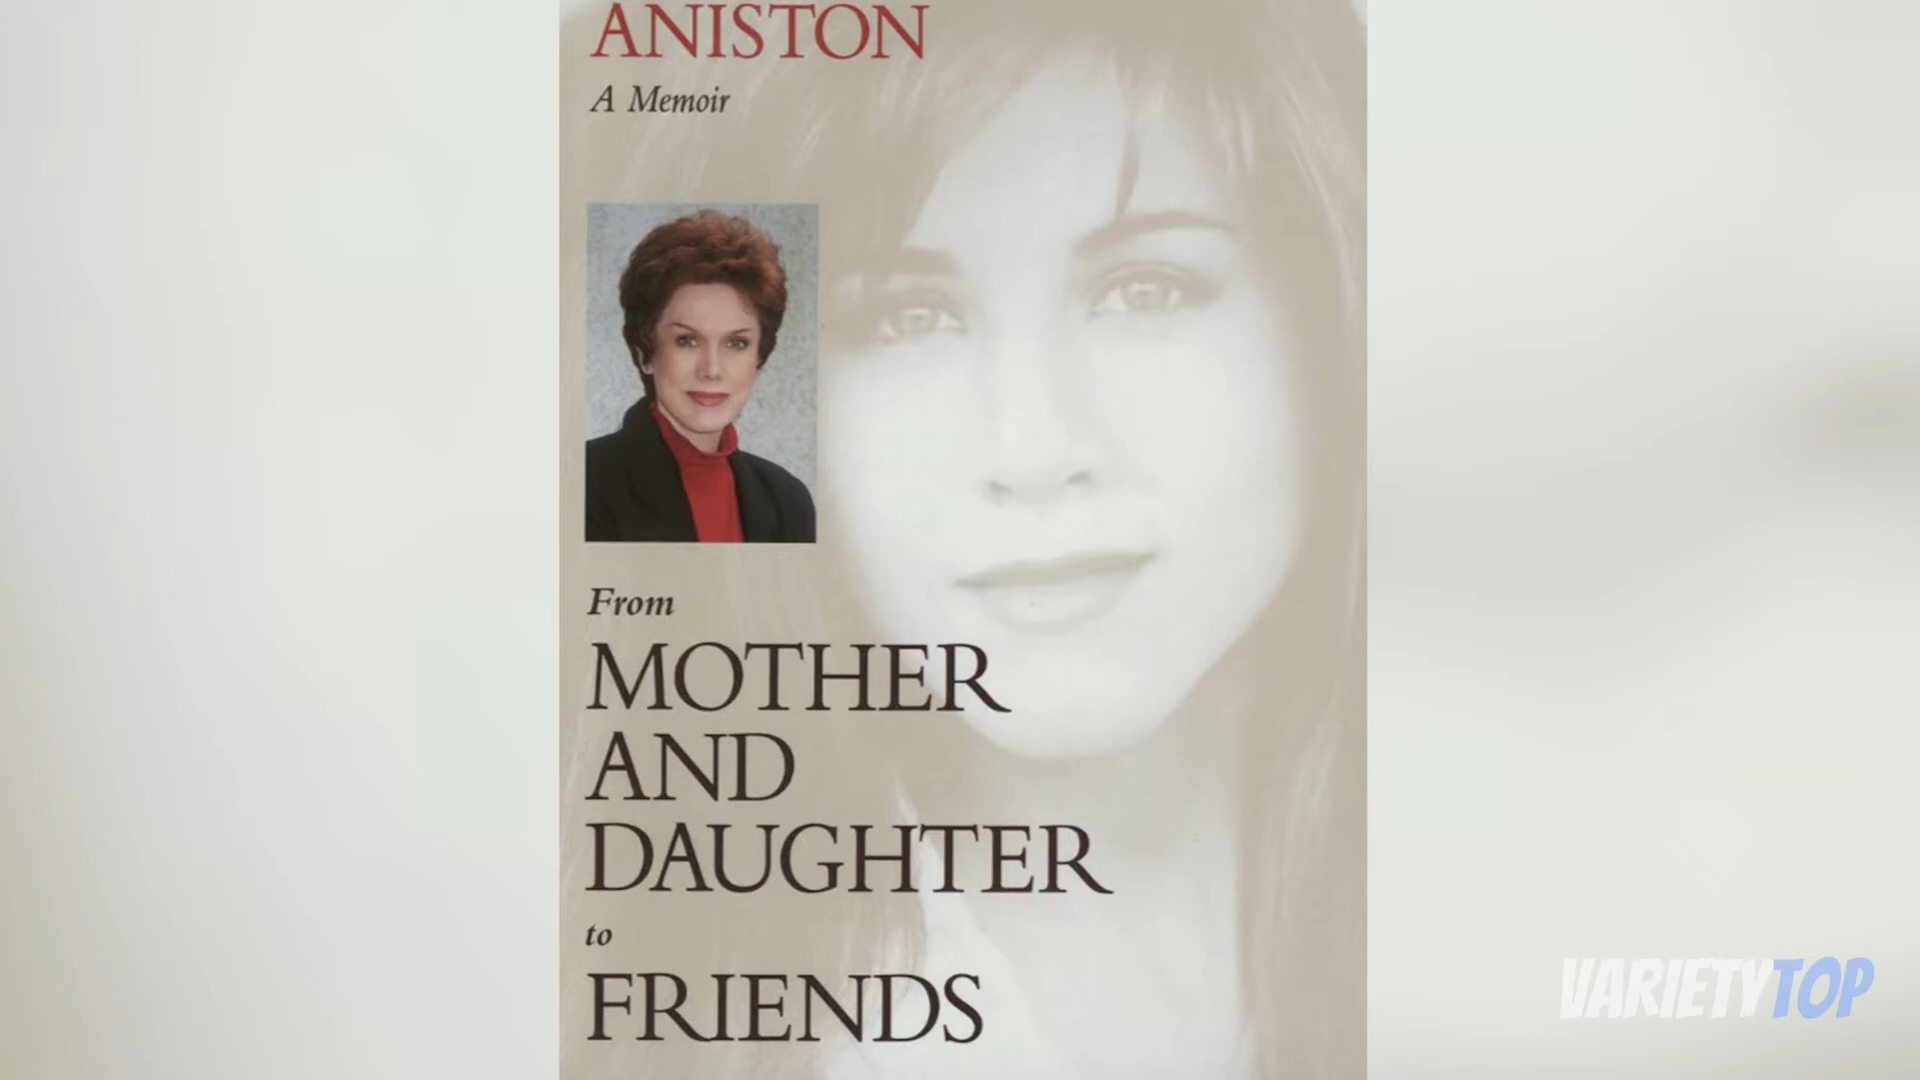 ANISTON
A Memoir
From
MOTHER
AND
DAUGHTER
to
FRIENDS
VARIETYTOP